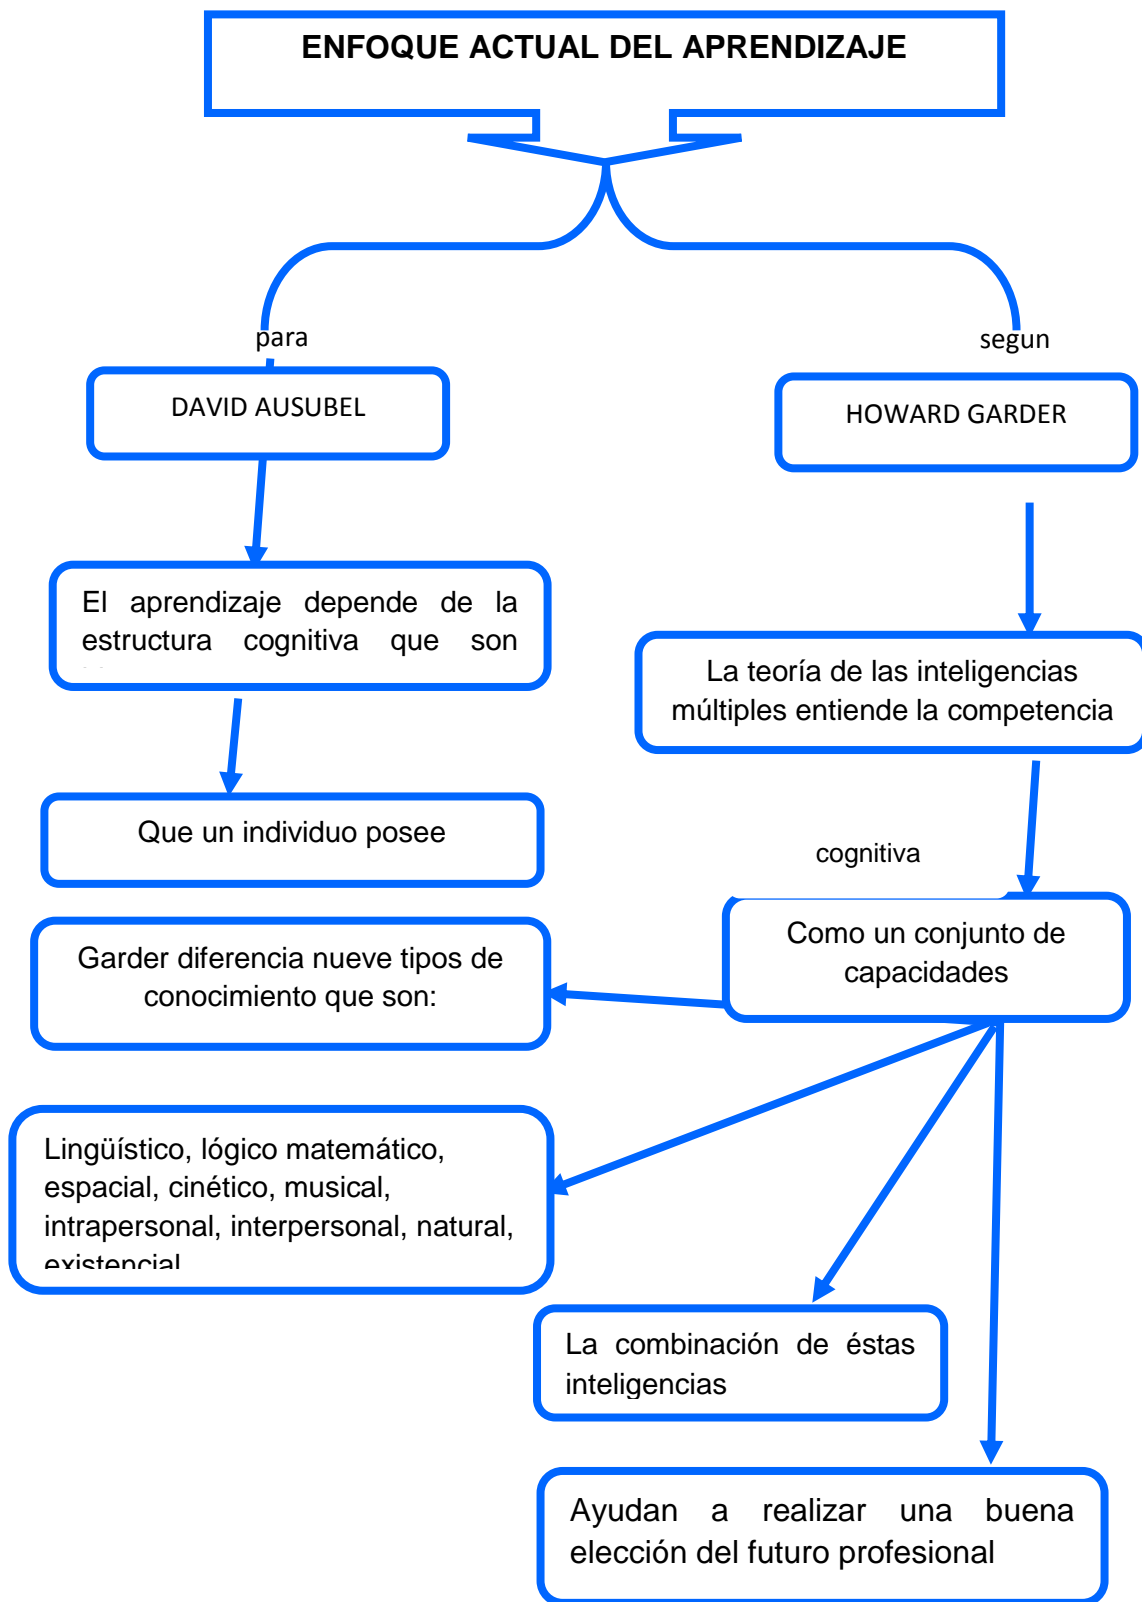 ENFOQUE ACTUAL DEL APRENDIZAJE
para
segun
DAVID AUSUBEL
HOWARD GARDER
El aprendizaje depende de la
estructura cognitiva que son
La teoría de las inteligencias
múltiples entiende la competencia
Que un individuo posee
cognitiva
Como un conjunto de
capacidades
Garder diferencia nueve tipos de
conocimiento que son:
Lingüístico, lógico matemático,
espacial, cinético, musical,
intrapersonal, interpersonal, natural,
existencial
La combinación de éstas
inteligencias
Ayudan a realizar una buena
elección del futuro profesional